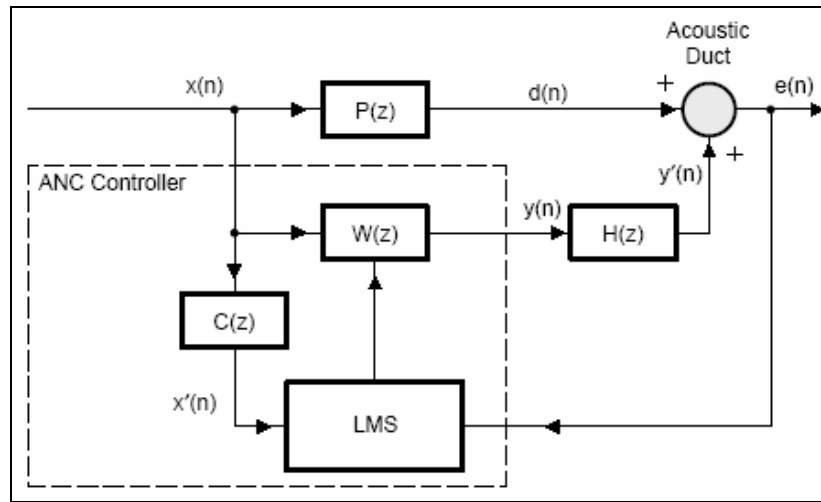 Acoustic
Duct
x(n)
P(z)
d(n)
+
e(n)
+
y′(n)
ANC Controller
W(z)
y(n)
H(z)
C(z)
x′(n)
LMS